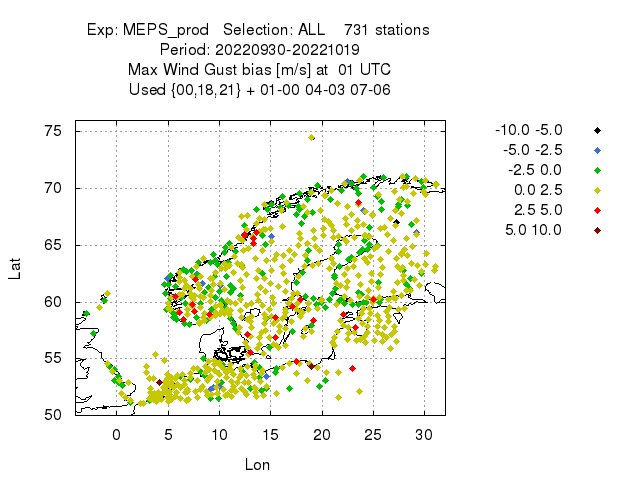 Exp: MEPS_prod   Selection: ALL    731 stations
Period: 20220930-20221019
Max Wind Gust bias [m/s] at  01 UTC
Used {00,18,21} + 01-00 04-03 07-06
-10.0 -5.0
-5.0 -2.5
-2.5 0.0
0.0 2.5
2.5 5.0
5.0 10.0
75
70
65
60
55
50
Lat
0 5 10 15 20 25 30
Lon